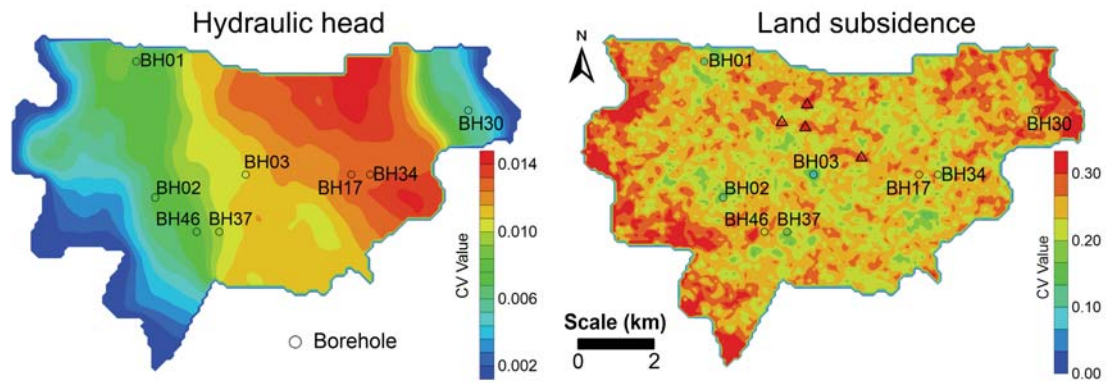 Hydraulic head
BH01
BH30
BH03
BH17
BH34
BH02
BH46
BH37
Borehole
0.014
0.010
0.006
0.002
CV Value
Land subsidence
N
BH01
BH30
BH03
BH17
BH34
BH02
BH46
BH37
Scale (km)
0 2
0.30
0.20
0.10
0.00
CV Value